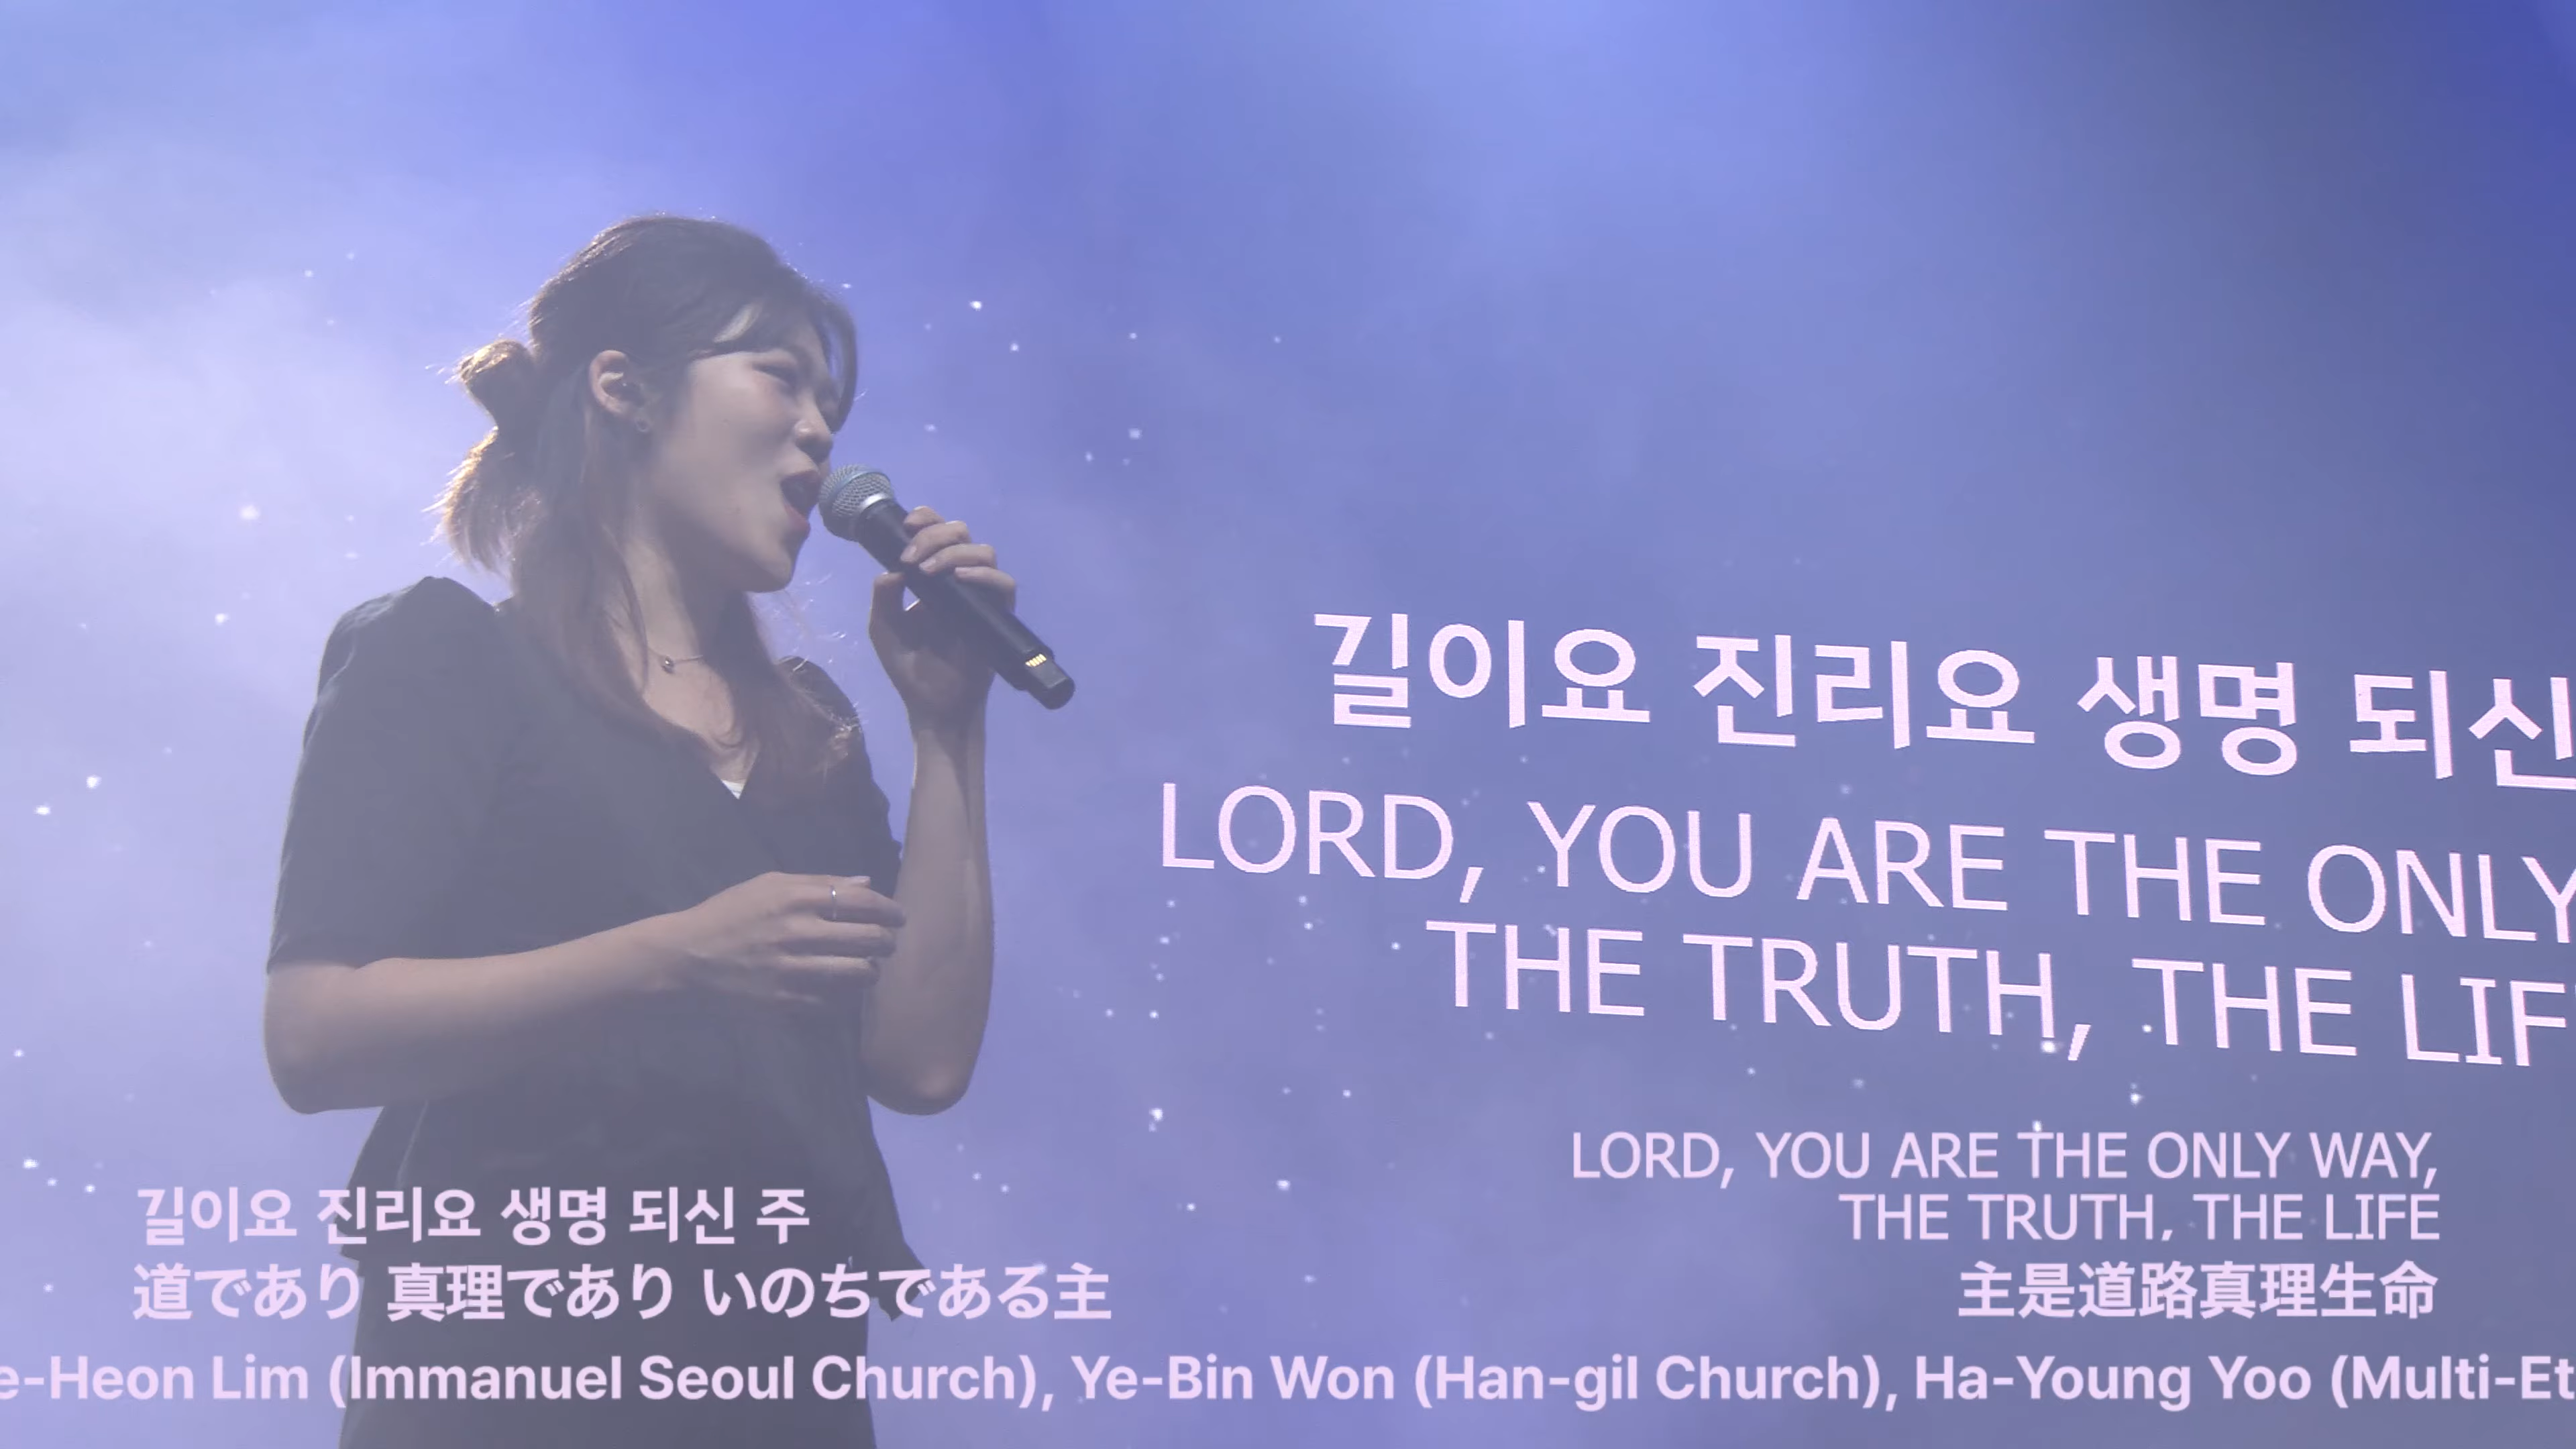 길이요 진리요 생명 되신
LORD, YOU ARE THE ONLY
THE TRUTH, THE LIF
길이요 진리요 생명 되신 주
道であり 真理であり いのちである主
LORD, YOU ARE THE ONLY WAY,
THE TRUTH, THE LIFE
主是道路真理生命
e-Heon Lim (Immanuel Seoul Church), Ye-Bin Won (Han-gil Church), Ha-Young Yoo (Multi-Et